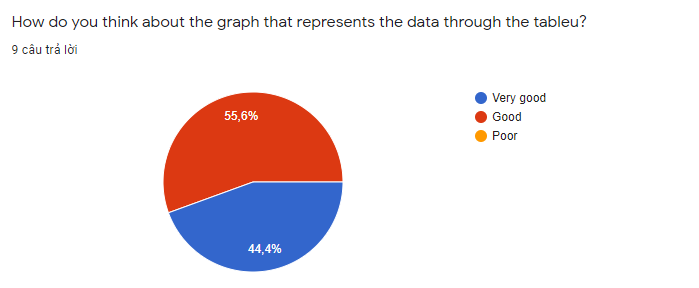 How do you think about the graph that represents the data through the tableu?
9 câu trả lời
55,6%
44,4%
Very good
Good
Poor